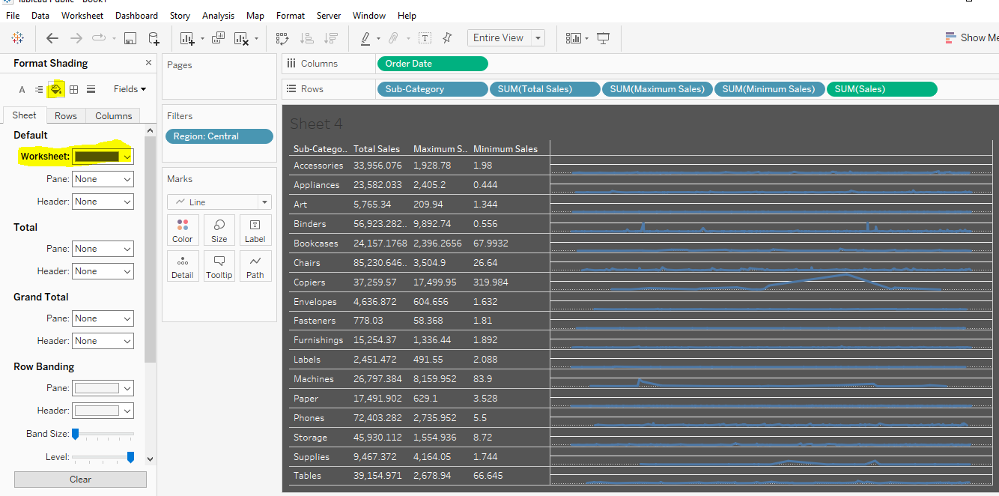 Tableau Public - Book1
File Data Worksheet Dashboard Story Analysis Map Format Server Window Help
Entire View
Show Me
Format Shading
A Fields
Sheet Rows Columns
Default
Worksheet:
Pane: None
Header: None
Total
Pane: None
Header: None
Grand Total
Pane: None
Header: None
Row Banding
Pane:
Header:
Band Size:
Level:
Clear
Pages
Filters
Region: Central
Marks
Line
Color Size Label
T
Detail Tooltip Path
Columns Order Date
Rows Sub-Category SUM(Total Sales) SUM(Maximum Sales) SUM(Minimum Sales) SUM(Sales)
Sheet 4
Sub-Catego.. Total Sales Maximum S.. Minimum Sales
Accessories 33,956.076 1,928.78 1.98
Appliances 23,582.033 2,405.2 0.444
Art 5,765.34 209.94 1.344
Binders 56,923.282.. 9,892.74 0.556
Bookcases 24,157.1768 2,396.2656 67.9932
Chairs 85,230.646.. 3,504.9 26.64
Copiers 37,259.57 17,499.95 319.984
Envelopes 4,636.872 604.656 1.632
Fasteners 778.03 58.368 1.81
Furnishings 15,254.37 1,336.44 1.892
Labels 2,451.472 491.55 2.088
Machines 26,797.384 8,159.952 83.9
Paper 17,491.902 629.1 3.528
Phones 72,403.282 2,735.952 5.5
Storage 45,930.112 1,554.936 8.72
Supplies 9,467.372 4,164.05 1.744
Tables 39,154.971 2,678.94 66.645